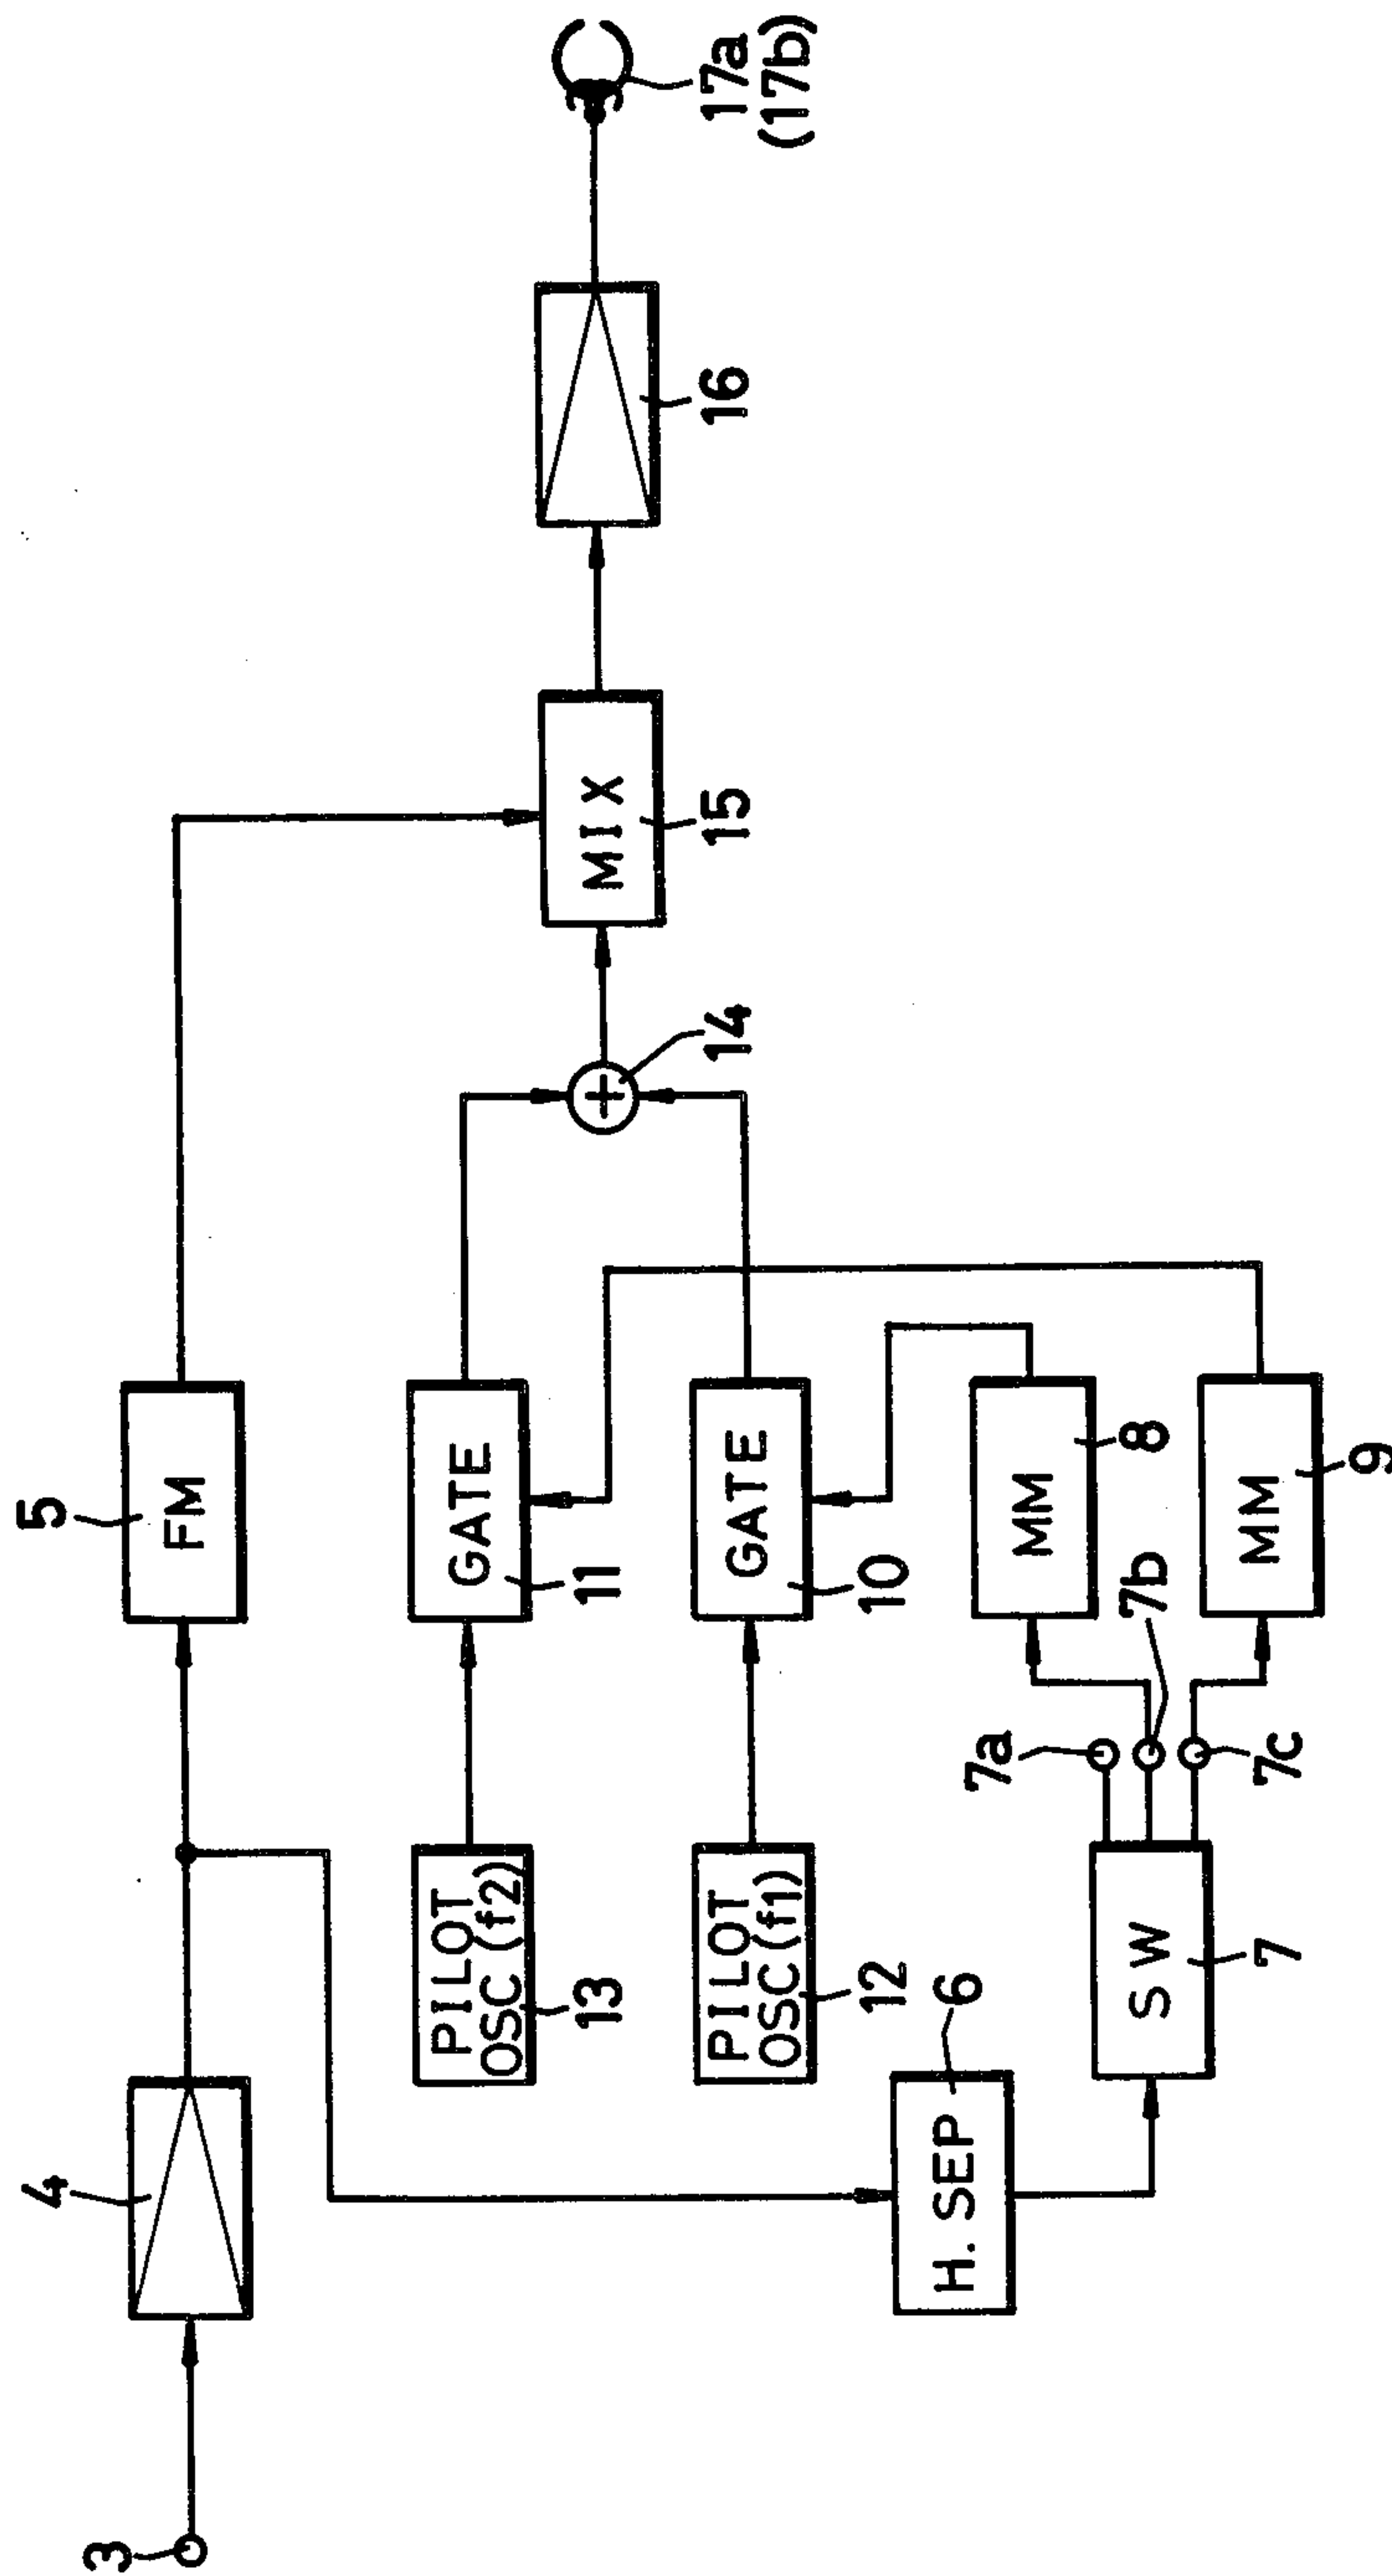 3
4
5
FM
PILOT
OSC(f2)
13
GATE
11
PILOT
OSC(f1)
12
GATE
10
14
MIX
15
16
17a
(17b)
H. SEP
6
SW
7
7a
7b
7c
MM
8
MM
9